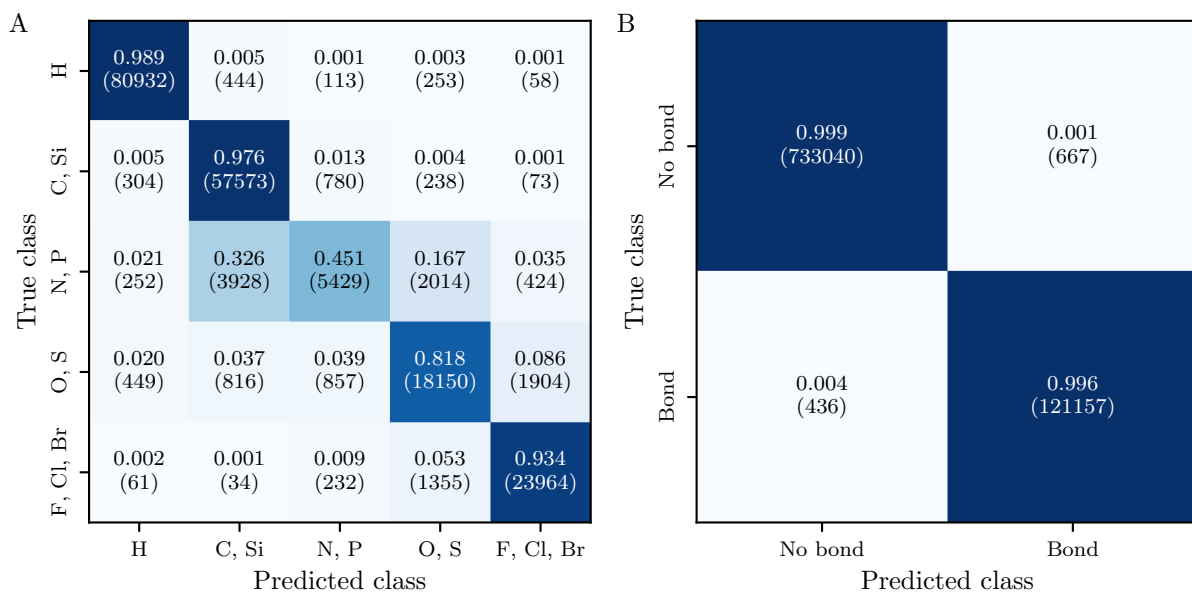 A
True class
H
0.989 0.005 0.001 0.003 0.001
(80932) (444) (113) (253) (58)
C, Si
0.005 0.976 0.013 0.004 0.001
(304) (57573) (780) (238) (73)
N, P
0.021 0.326 0.451 0.167 0.035
(252) (3928) (5429) (2014) (424)
O, S
0.020 0.037 0.039 0.818 0.086
(449) (816) (857) (18150) (1904)
F, Cl, Br
0.002 0.001 0.009 0.053 0.934
(61) (34) (232) (1355) (23964)
H C, Si N, P O, S F, Cl, Br
Predicted class
B
True class
No bond
0.999 0.001
(733040) (667)
Bond
0.004 0.996
(436) (121157)
No bond Bond
Predicted class